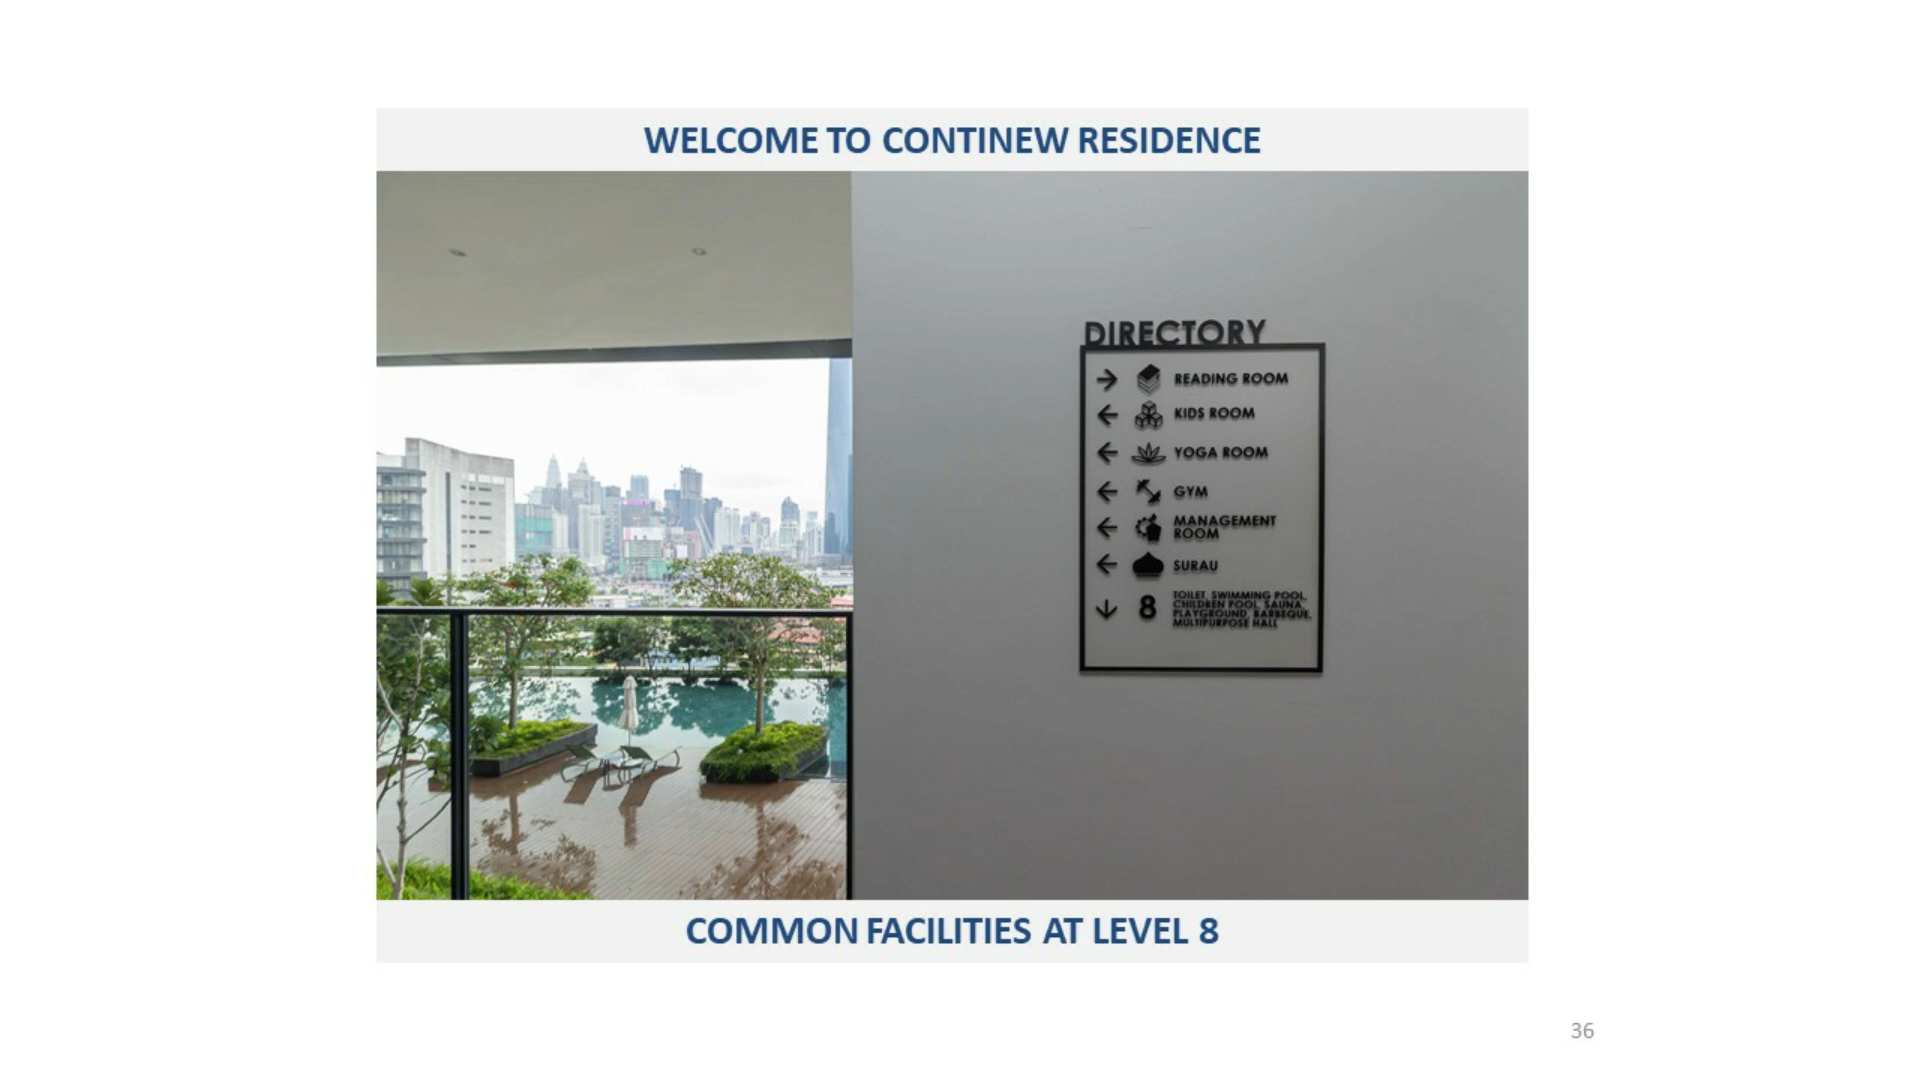 WELCOME TO CONTINEW RESIDENCE
DIRECTORY
READING ROOM
KIDS ROOM
YOGA ROOM
GYM
MANAGEMENT
ROOM
SURAU
8 TOILET, SWIMMING POOL,
CHILDREN POOL, SAUNA,
PLAYGROUND, BARBEQUE,
MULTIPURPOSE HALL
COMMON FACILITIES AT LEVEL 8
36